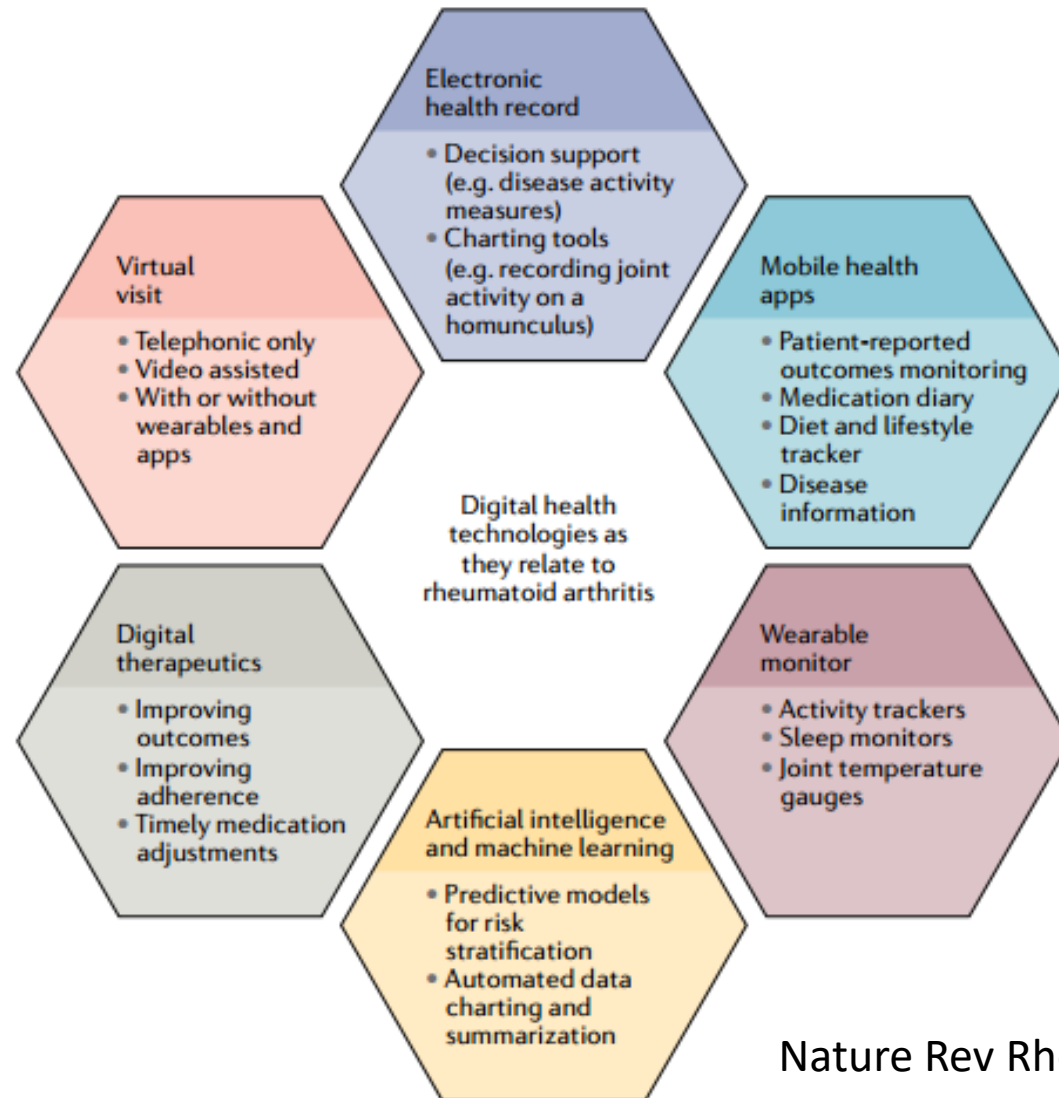 Electronic
health record
• Decision support
(e.g. disease activity
measures)
• Charting tools
(e.g. recording joint
activity on a
homunculus)
Virtual
visit
• Telephonic only
• Video assisted
• With or without
wearables and
apps
Mobile health
apps
• Patient-reported
outcomes monitoring
• Medication diary
• Diet and lifestyle
tracker
• Disease
information
Digital health
technologies as
they relate to
rheumatoid arthritis
Digital
therapeutics
• Improving
outcomes
• Improving
adherence
• Timely medication
adjustments
Wearable
monitor
• Activity trackers
• Sleep monitors
• Joint temperature
gauges
Artificial intelligence
and machine learning
• Predictive models
for risk
stratification
• Automated data
charting and
summarization
Nature Rev Rh